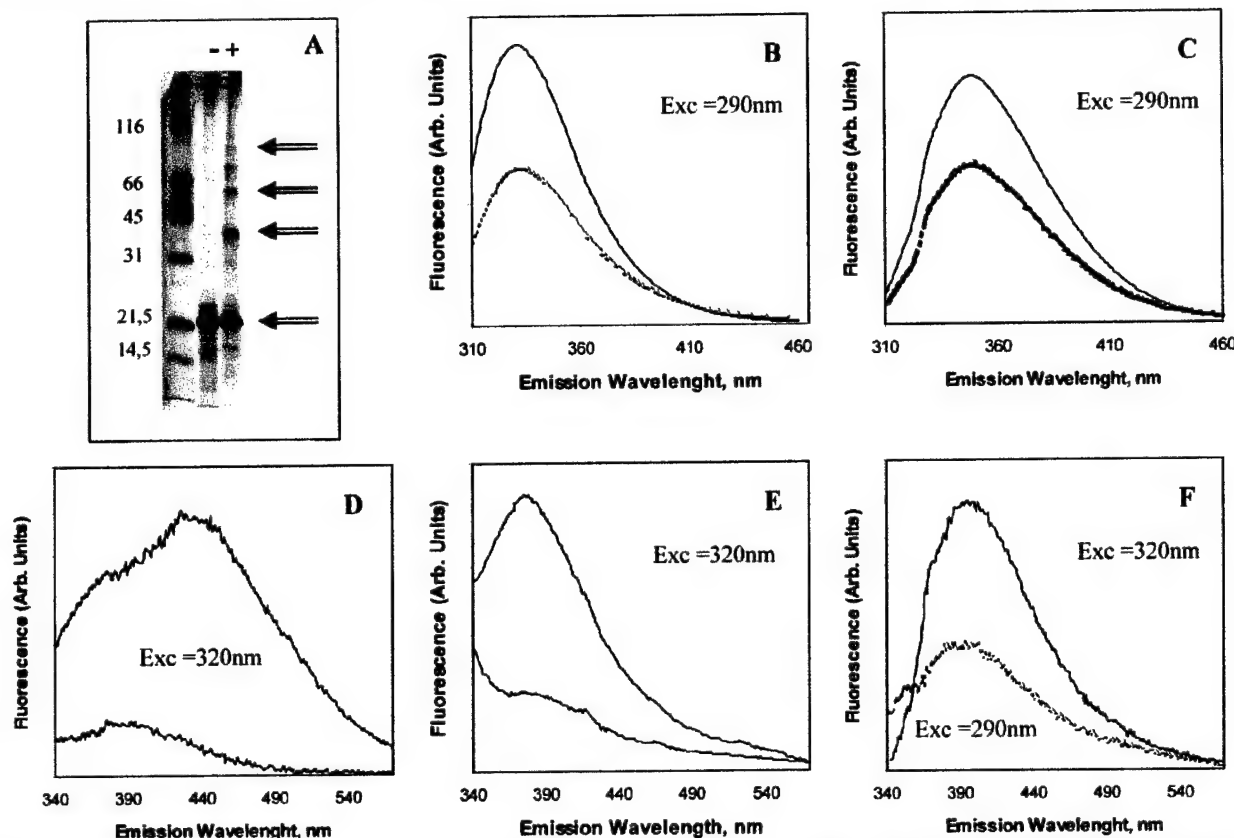 A
- +
116
66
45
31
21,5
14,5
B
Exc =290nm
Fluorescence (Arb. Units)
310 360 410 460
Emission Wavelenght, nm
C
Exc =290nm
Fluorescence (Arb. Units)
310 360 410 460
Emission Wavelenght, nm
D
Exc =320nm
Fluorescence (Arb. Units)
340 390 440 490 540
Emission Wavelenght, nm
E
Exc =320nm
Fluorescence (Arb. Units)
340 390 440 490 540
Emission Wavelength, nm
F
Exc =320nm
Exc =290nm
Fluorescence (Arb. Units)
340 390 440 490 540
Emission Wavelenght, nm